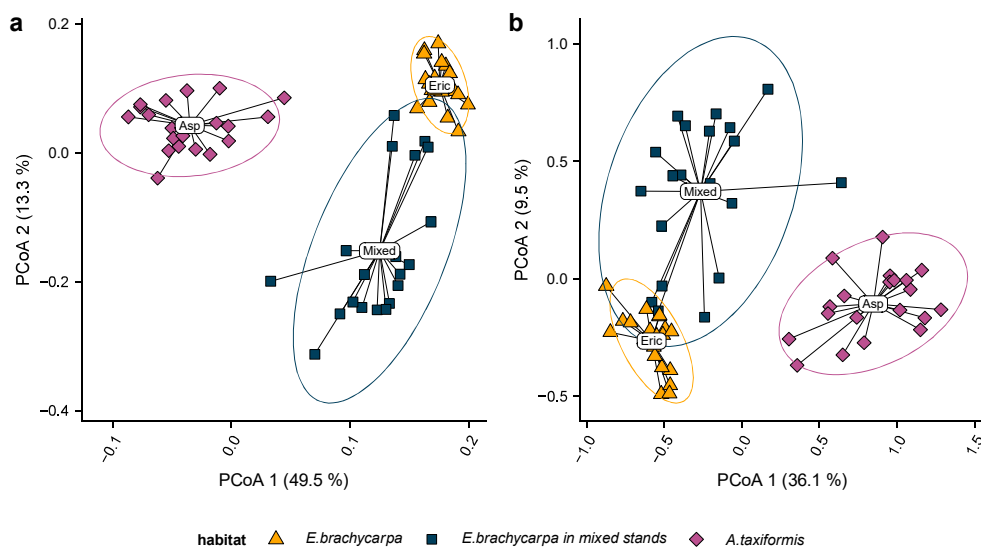 a
PCoA 2 (13.3 %)
0.2
0.0
−0.2
−0.4
Asp
Eric
Mixed
−0.1
0.0
0.1
0.2
PCoA 1 (49.5 %)
b
PCoA 2 (9.5 %)
1.0
0.5
0.0
−0.5
Mixed
Asp
Eric
−1.0
−0.5
0.0
0.5
1.0
1.5
PCoA 1 (36.1 %)
habitat E.brachycarpa E.brachycarpa in mixed stands A.taxiformis